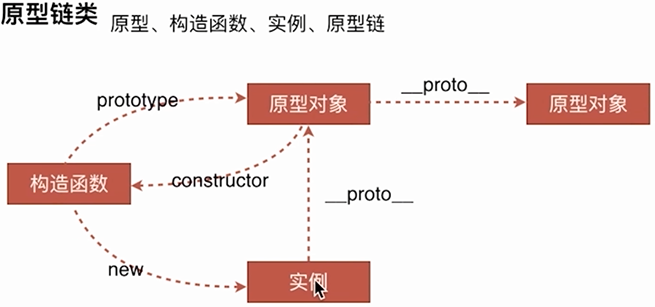 原型链类
原型、构造函数、实例、原型链
prototype
原型对象
__proto__
原型对象
构造函数
constructor
__proto__
new
实例